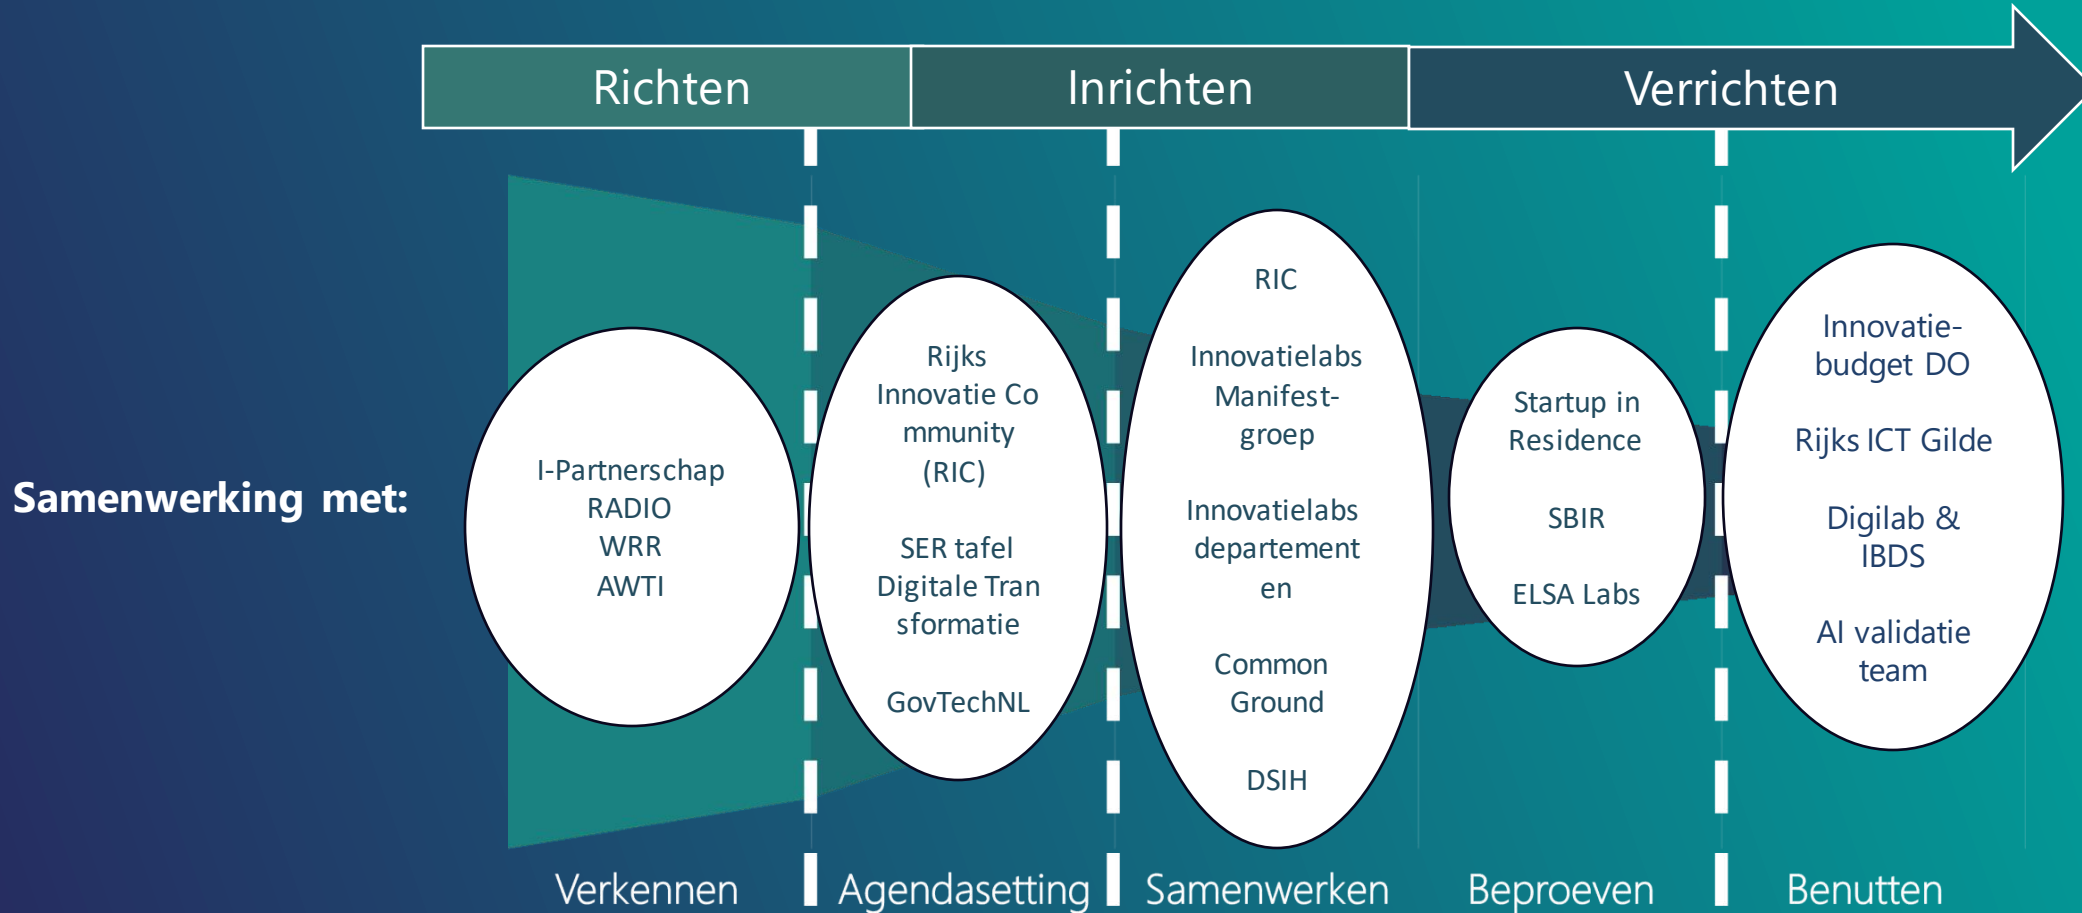 Richten
Inrichten
Verrichten
Samenwerking met:
I-Partnerschap
RADIO
WRR
AWTI
Rijks
Innovatie Co
mmunity
(RIC)
SER tafel
Digitale Tran
sformatie
GovTechNL
RIC
Innovatielabs
Manifest-
groep
Innovatielabs
departement
en
Common
Ground
DSIH
Startup in
Residence
SBIR
ELSA Labs
Innovatie-
budget DO
Rijks ICT Gilde
Digilab &
IBDS
AI validatie
team
Verkennen
Agendasetting
Samenwerken
Beproeven
Benutten